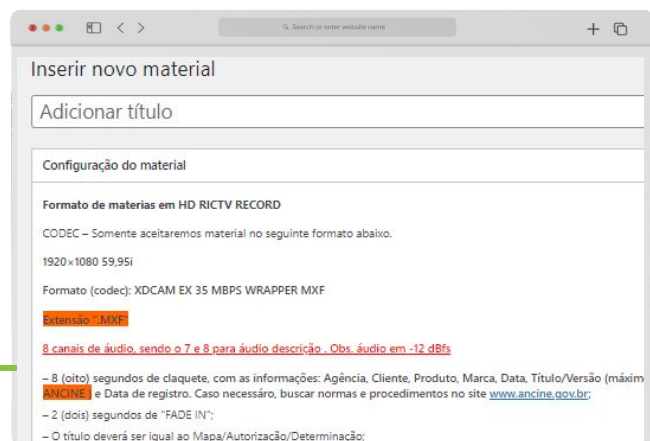 Search or enter website name
Inserir novo material
Adicionar título
Configuração do material
Formato de materias em HD RICTV RECORD
CODEC – Somente aceitaremos material no seguinte formato abaixo.
1920×1080 59,95i
Formato (codec): XDCAM EX 35 MBPS WRAPPER MXF
Extensão ".MXF"
8 canais de áudio, sendo o 7 e 8 para áudio descrição . Obs. áudio em -12 dBfs
– 8 (oito) segundos de claquete, com as informações: Agência, Cliente, Produto, Marca, Data, Título/Versão (máxim
ANCINE ) e Data de registro. Caso necessáro, buscar normas e procedimentos no site www.ancine.gov.br;
– 2 (dois) segundos de "FADE IN";
– O título deverá ser igual ao Mapa/Autorização/Determinação;